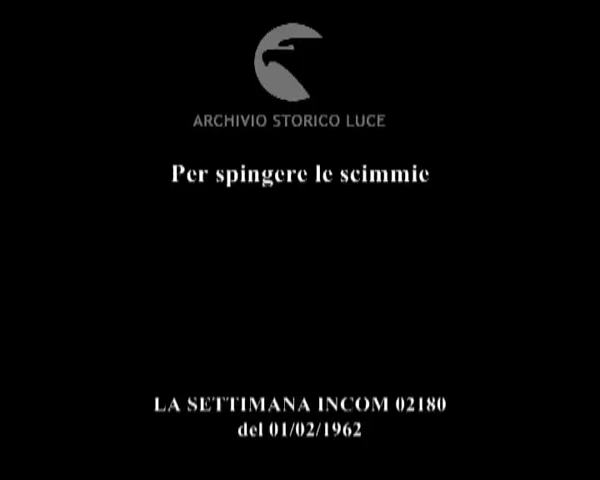 ARCHIVIO STORICO LUCE
Per spingere le scimmie
LA SETTIMANA INCOM 02180
del 01/02/1962